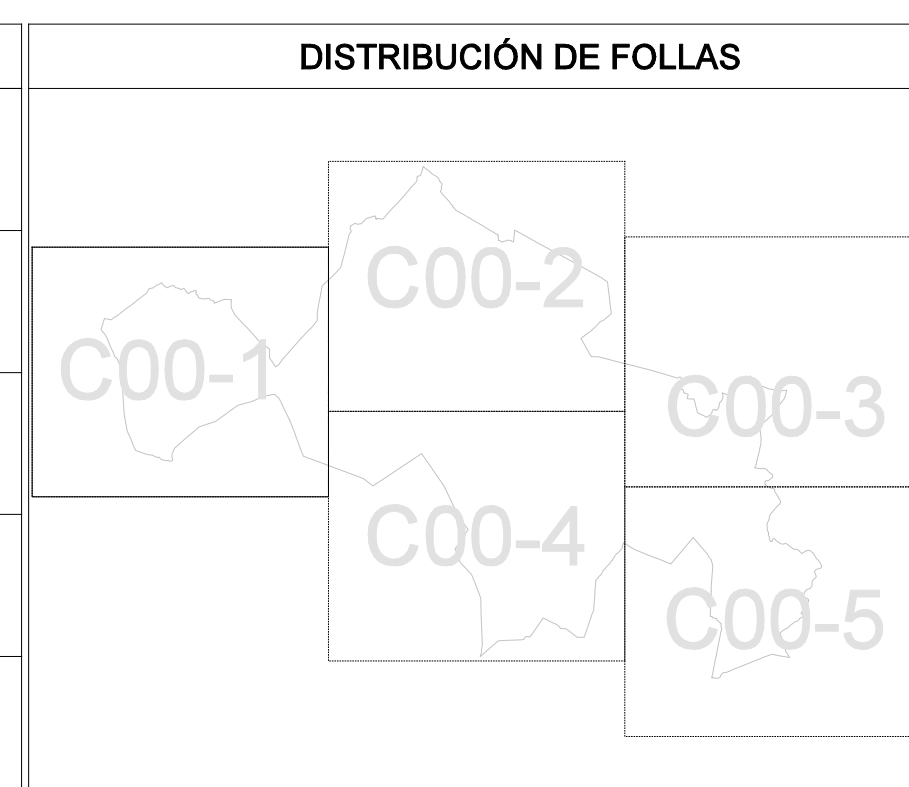 DISTRIBUCIÓN DE FOLLAS
C00-2
C00-1
C00-3
C00-4
C00-5